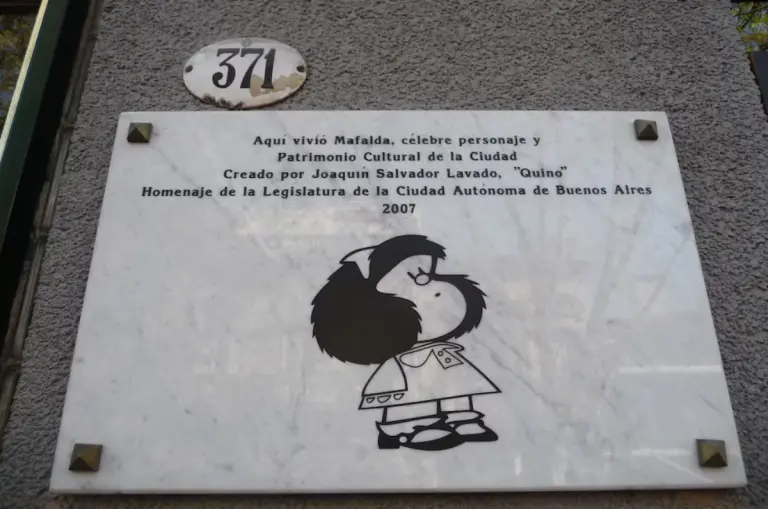 371
Aquí vivió Mafalda, célebre personaje y
Patrimonio Cultural de la Ciudad
Creado por Joaquín Salvador Lavado, "Quino"
Homenaje de la Legislatura de la Ciudad Autónoma de Buenos Aires
2007